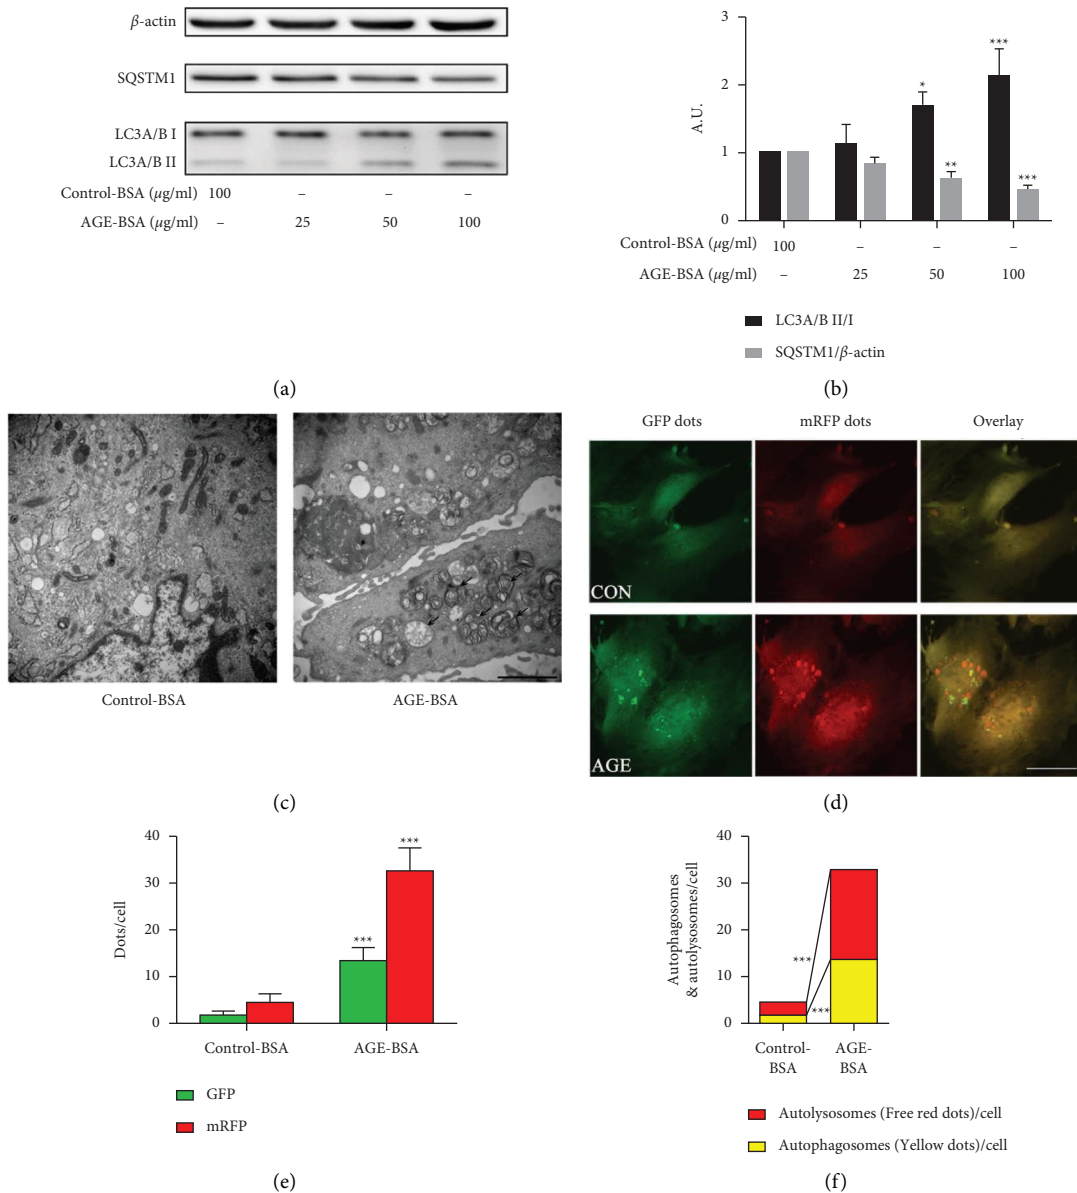 β-actin
SQSTM1
LC3A/B I
LC3A/B II
Control-BSA (μg/ml) 100 – – –
AGE-BSA (μg/ml) – 25 50 100
(a)
3
2
1
0
A.U.
*
**
***
***
Control-BSA (μg/ml) 100 – – –
AGE-BSA (μg/ml) – 25 50 100
LC3A/B II/I
SQSTM1/β-actin
(b)
Control-BSA
AGE-BSA
(c)
GFP dots mRFP dots Overlay
CON
AGE
(d)
40
30
20
10
0
Dots/cell
***
***
Control-BSA AGE-BSA
GFP
mRFP
(e)
40
30
20
10
0
Autophagosomes
& autolysosomes/cell
***
***
Control-
BSA
AGE-
BSA
Autolysosomes (Free red dots)/cell
Autophagosomes (Yellow dots)/cell
(f)